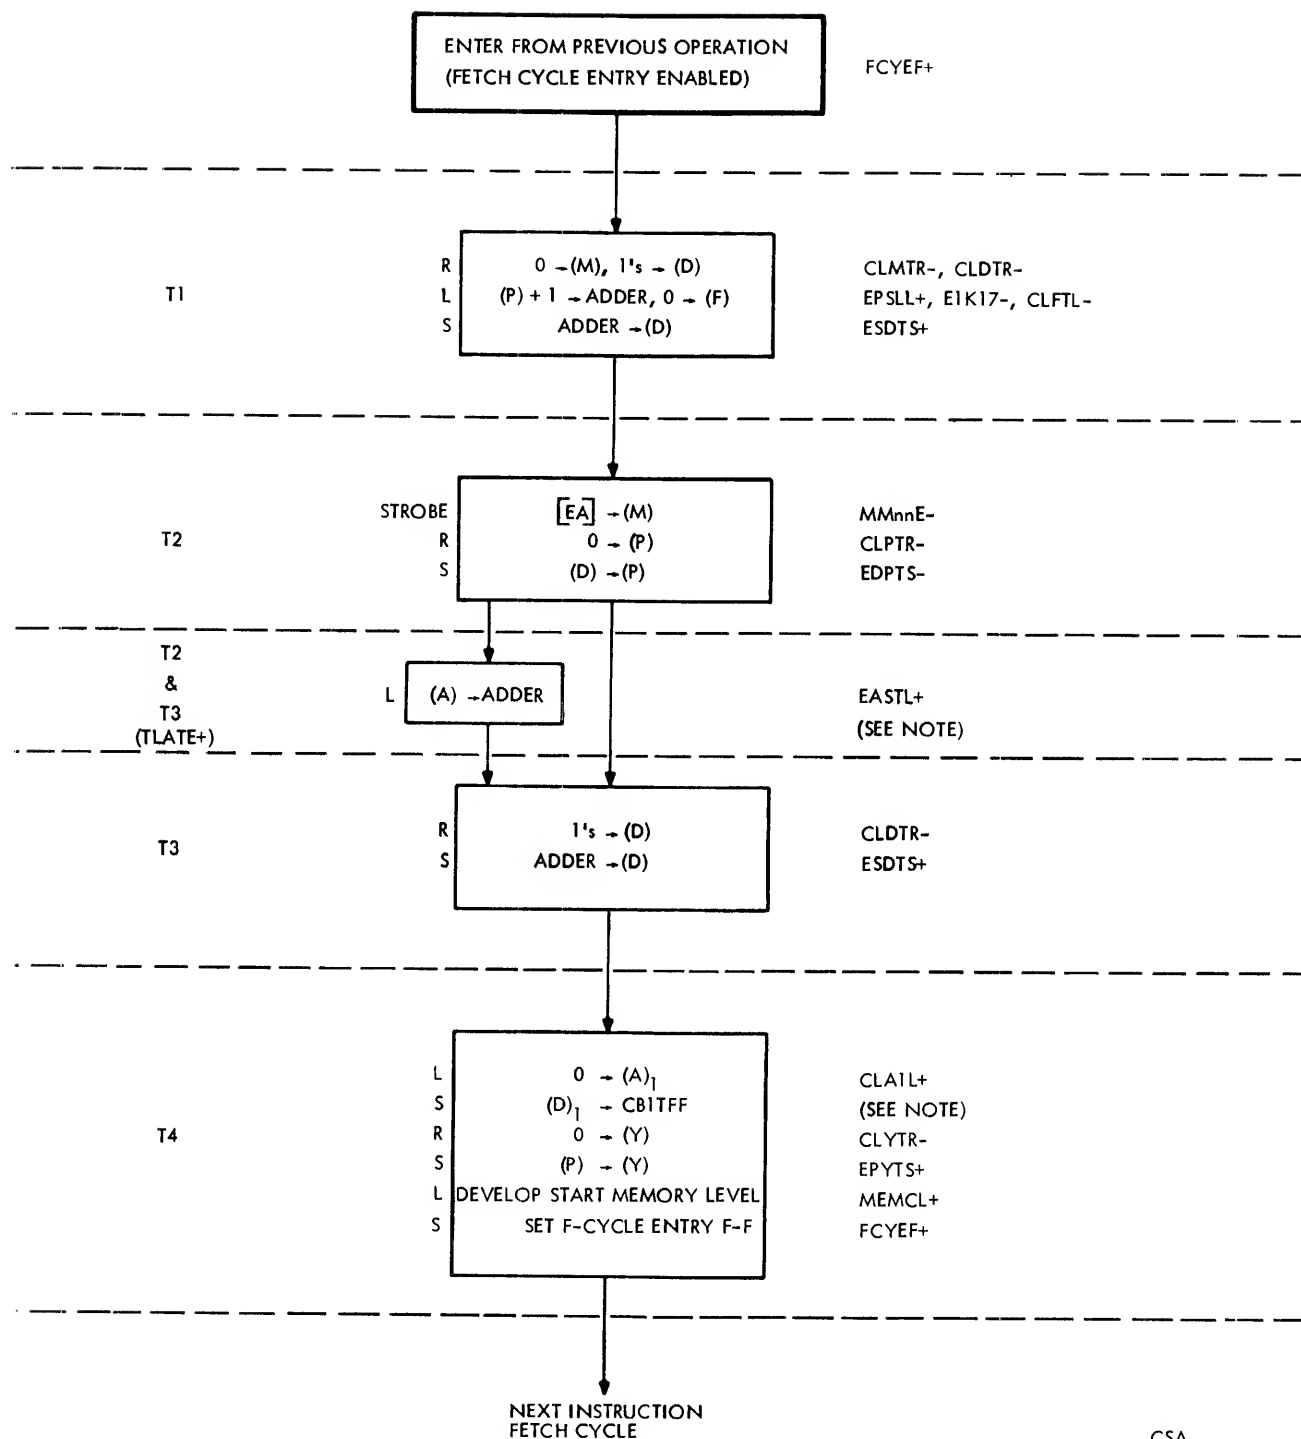 ENTER FROM PREVIOUS OPERATION
(FETCH CYCLE ENTRY ENABLED)
FCYEF+
T1
R 0 → (M), 1's → (D) CLMTR-, CLDTR-
L (P) + 1 → ADDER, 0 → (F) EPSLL+, E1K17-, CLFTL-
S ADDER → (D) ESDTS+
T2
STROBE [EA] → (M) MMnnE-
R 0 → (P) CLPTR-
S (D) → (P) EDPTS-
T2
&
T3
(TLATE+)
L (A) → ADDER EASTL+
(SEE NOTE)
T3
R 1's → (D) CLDTR-
S ADDER → (D) ESDTS+
T4
L 0 → (A)1 CLA1L+
S (D)1 → CB1TFF (SEE NOTE)
R 0 → (Y) CLYTR-
S (P) → (Y) EPYTS+
L DEVELOP START MEMORY LEVEL MEMCL+
S SET F-CYCLE ENTRY F-F FCYEF+
NEXT INSTRUCTION
FETCH CYCLE
CSA